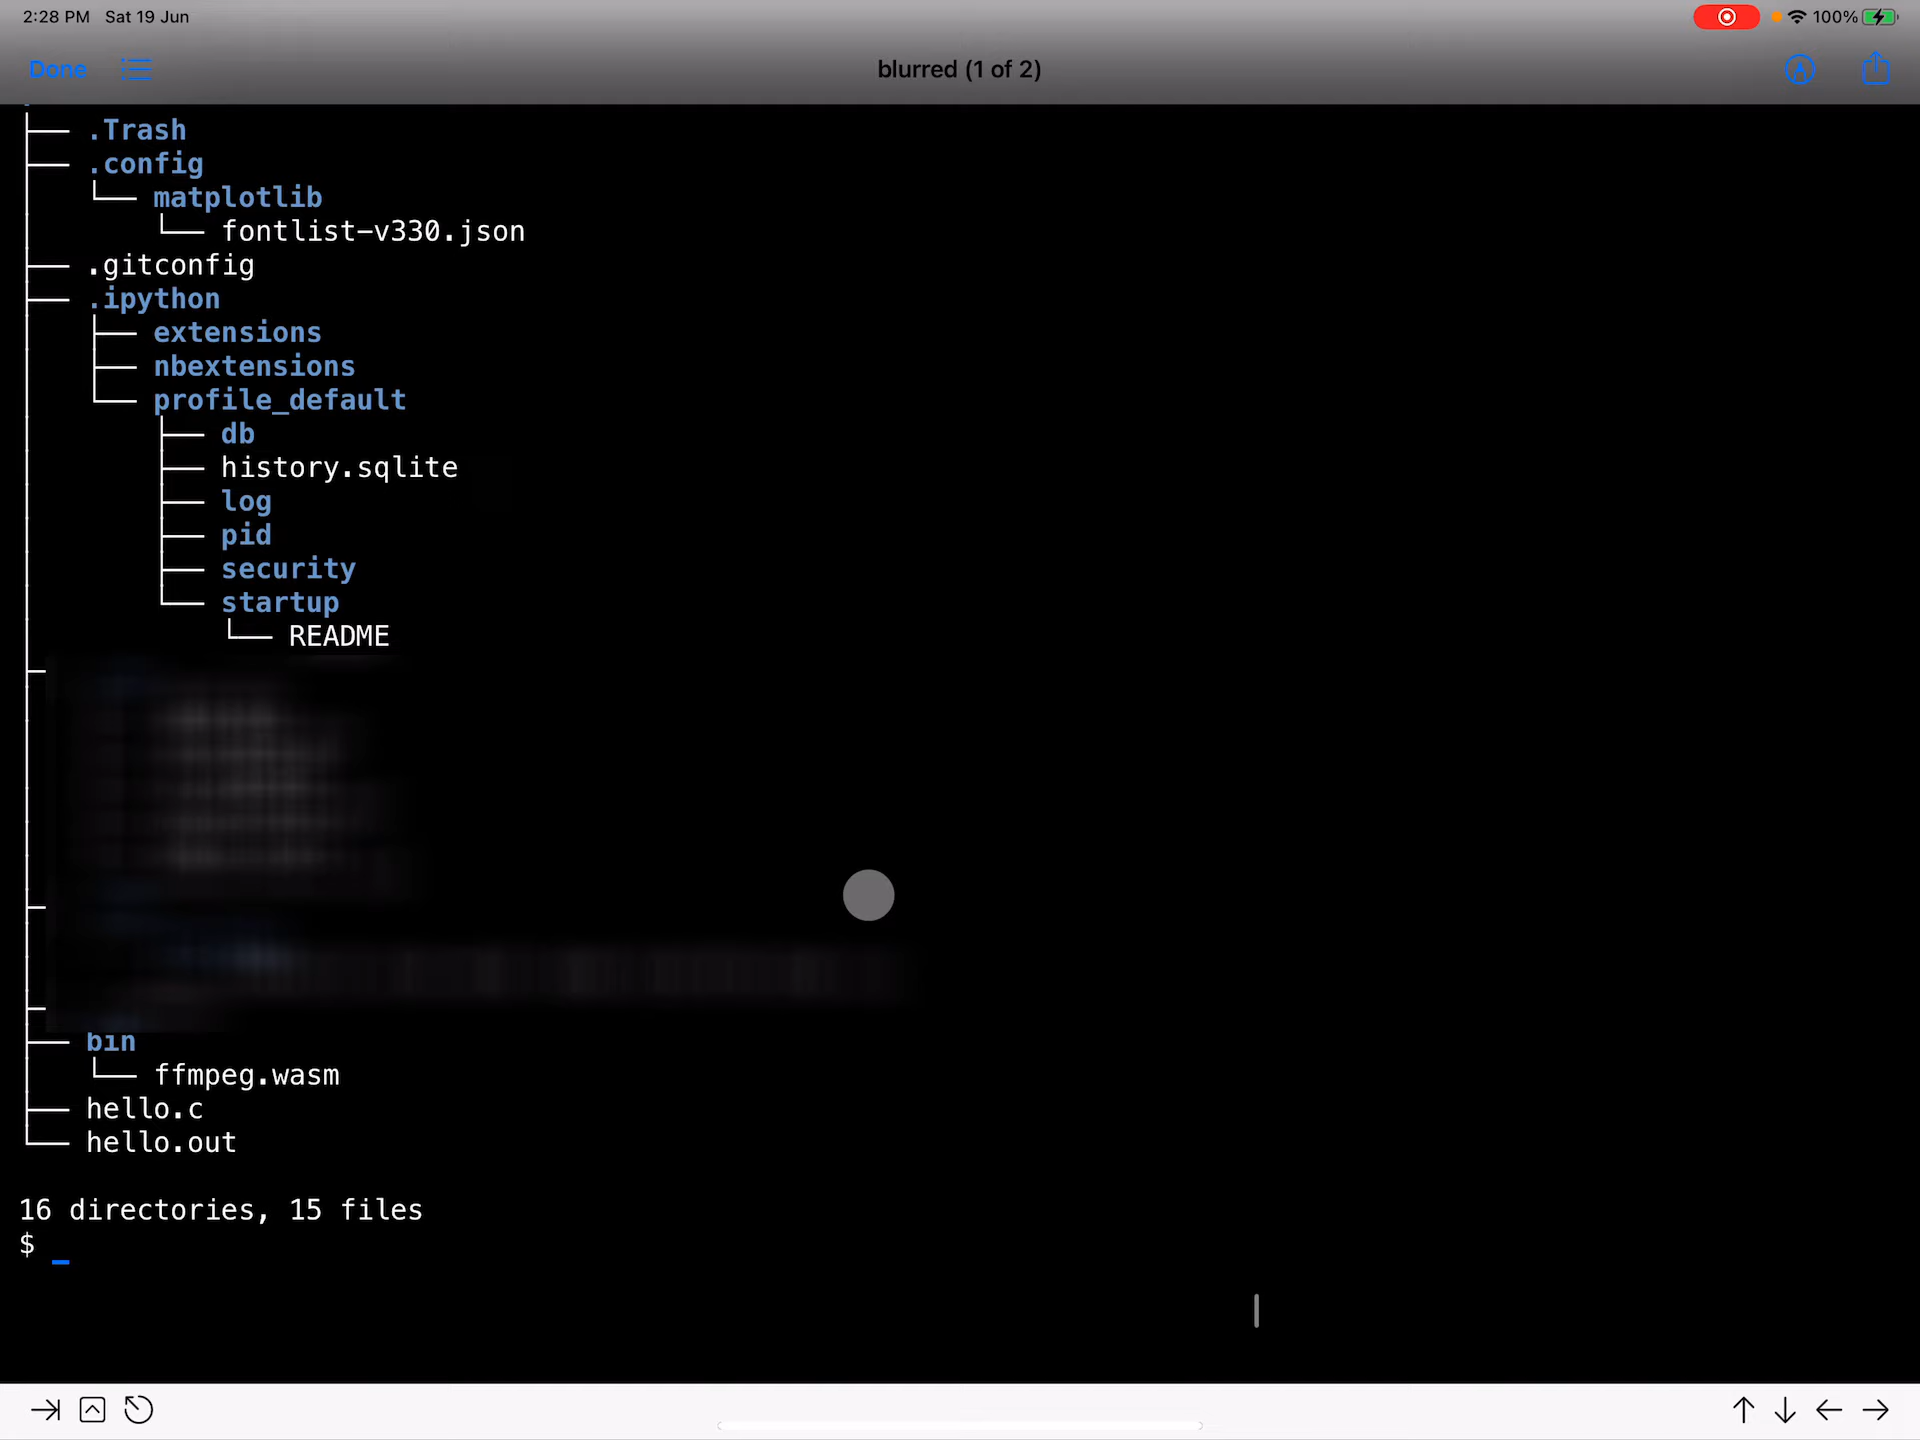 2:28 PM Sat 19 Jun
100%
Done
blurred (1 of 2)
├── .Trash
├── .config
│   └── matplotlib
│       └── fontlist-v330.json
├── .gitconfig
├── .ipython
│   ├── extensions
│   ├── nbextensions
│   └── profile_default
│       ├── db
│       ├── history.sqlite
│       ├── log
│       ├── pid
│       ├── security
│       └── startup
│           └── README
├── bin
│   └── ffmpeg.wasm
├── hello.c
└── hello.out
16 directories, 15 files
$ _